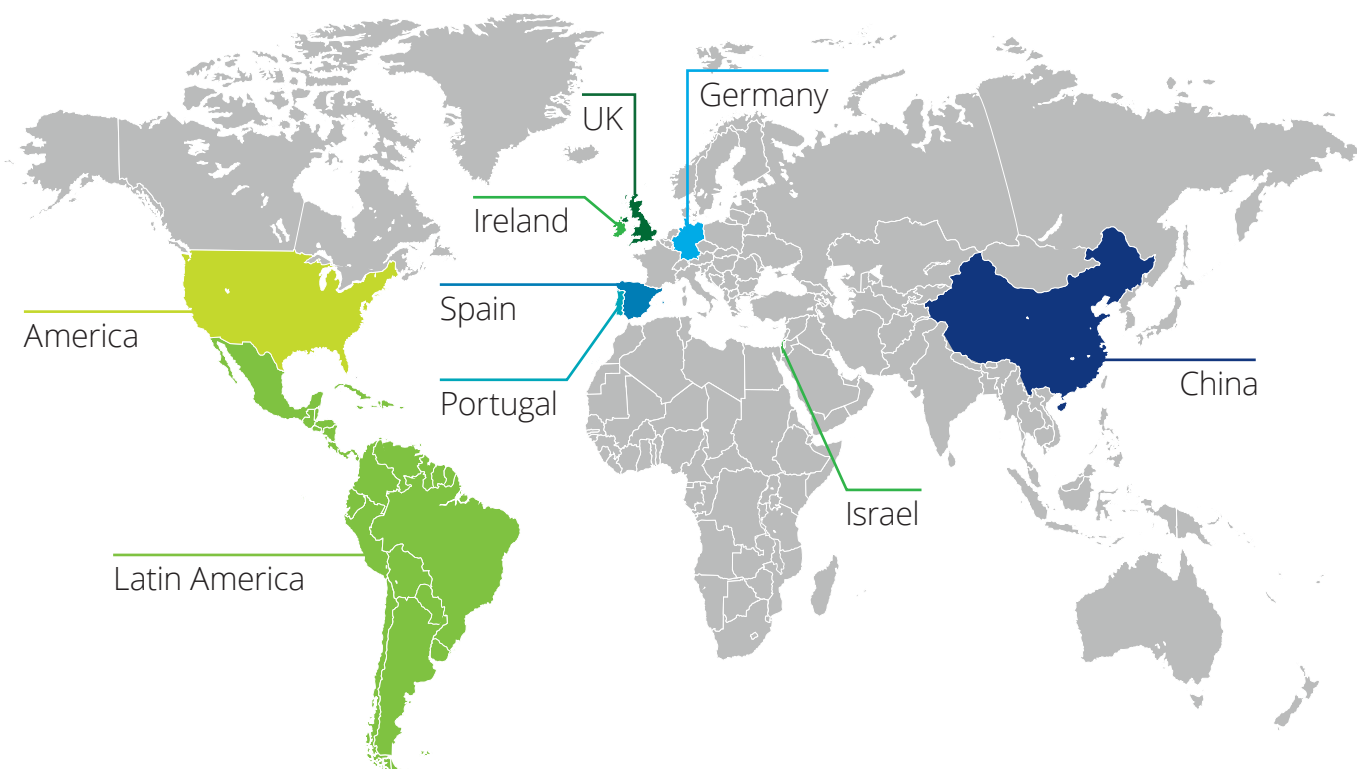 Germany
UK
Ireland
Spain
America
China
Portugal
Israel
Latin America